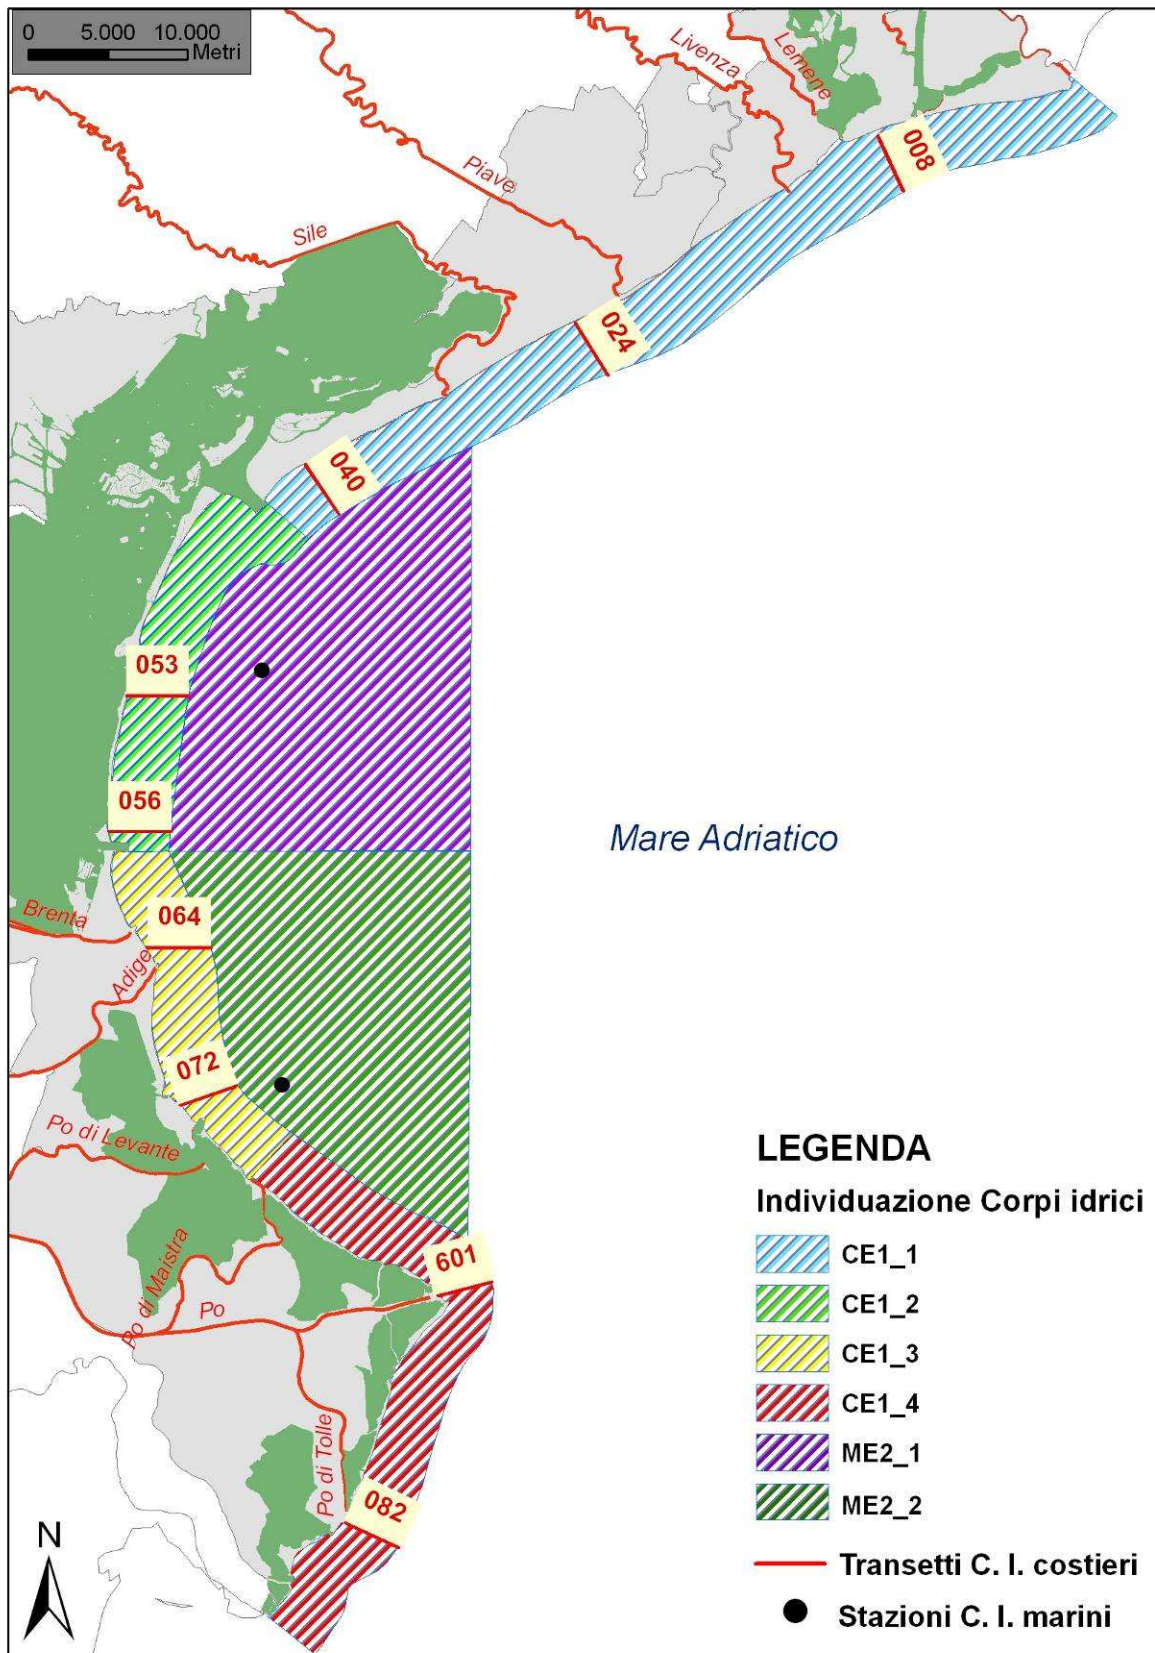 0 5.000 10.000
Metri
Livenza
Lemene
008
Piave
Sile
024
040
053
056
Mare Adriatico
Brenta
064
Adige
072
Po di Levante
601
Po di Maistra
Po
Po di Tolle
082
N
LEGENDA
Individuazione Corpi idrici
CE1_1
CE1_2
CE1_3
CE1_4
ME2_1
ME2_2
Transetti C. I. costieri
Stazioni C. I. marini